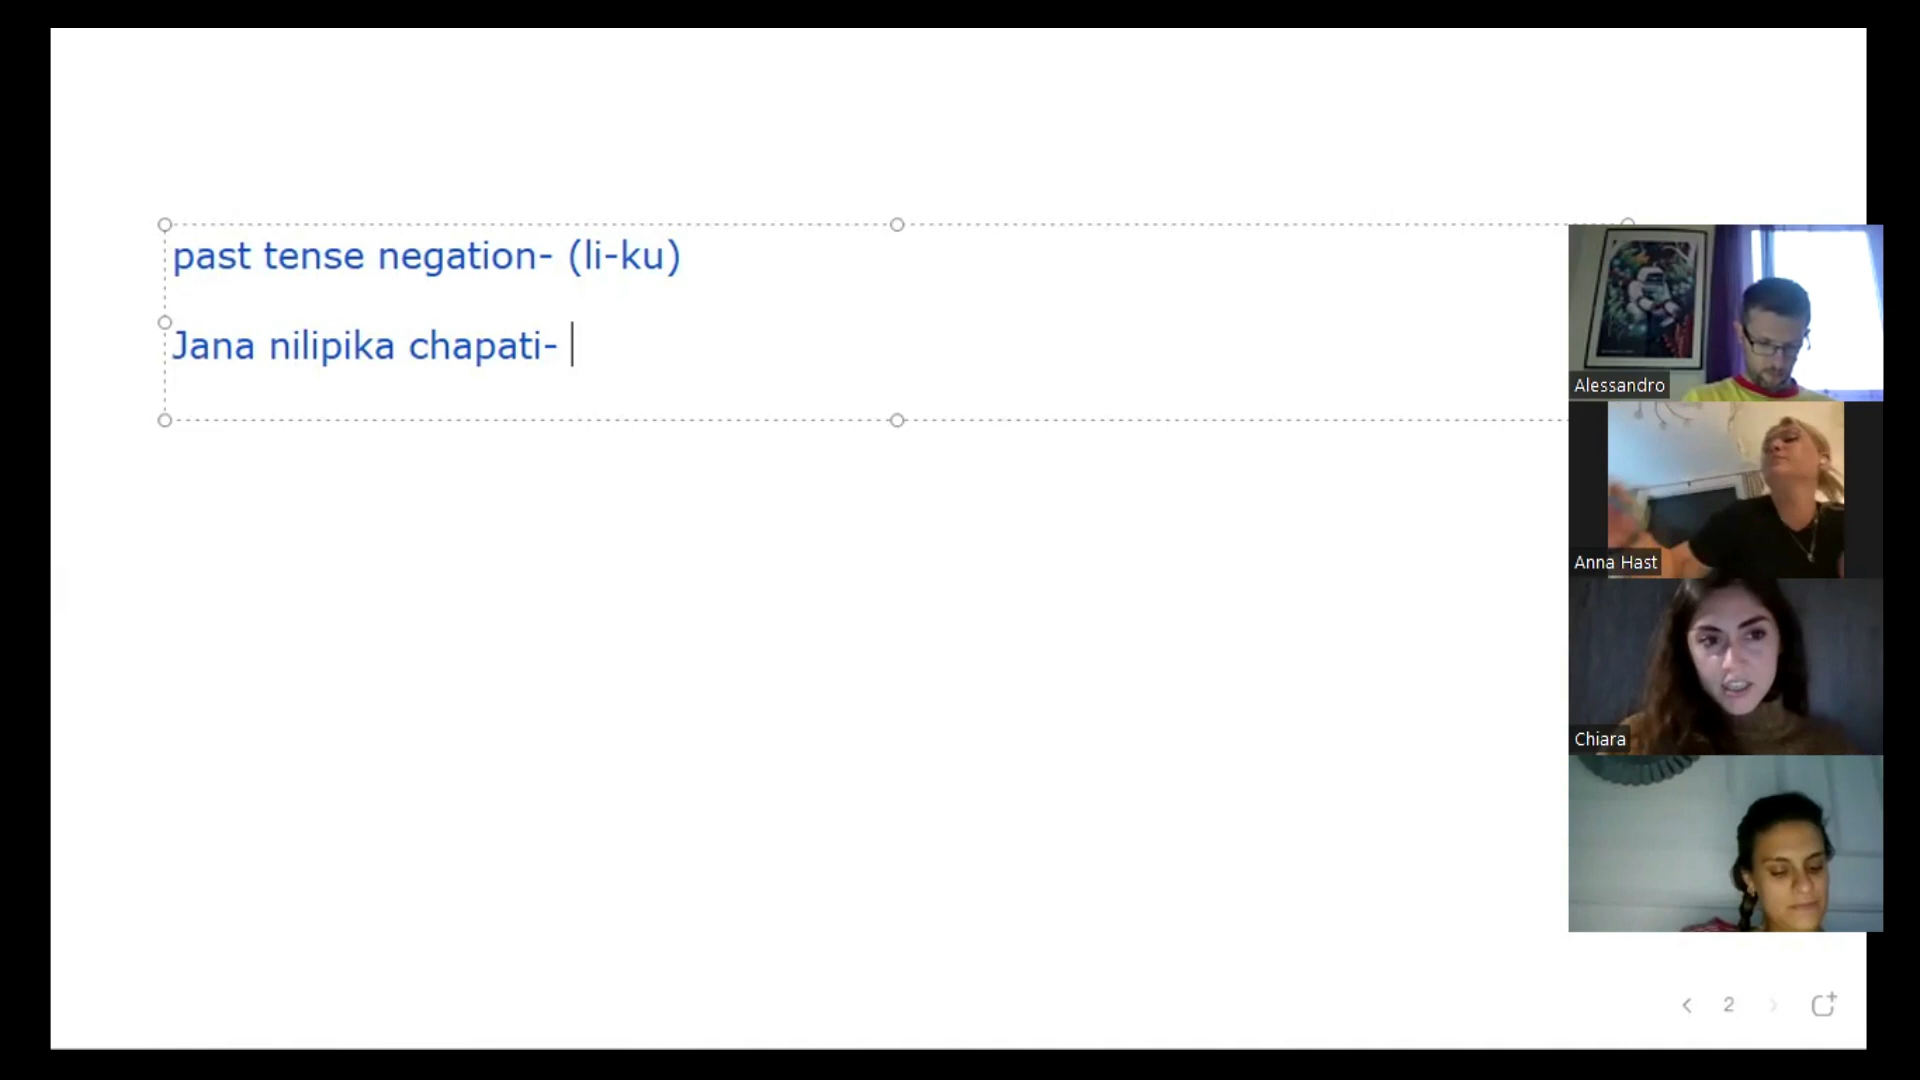 past tense negation- (li-ku)
Jana nilipika chapati-
Alessandro
Anna Hast
Chiara
2